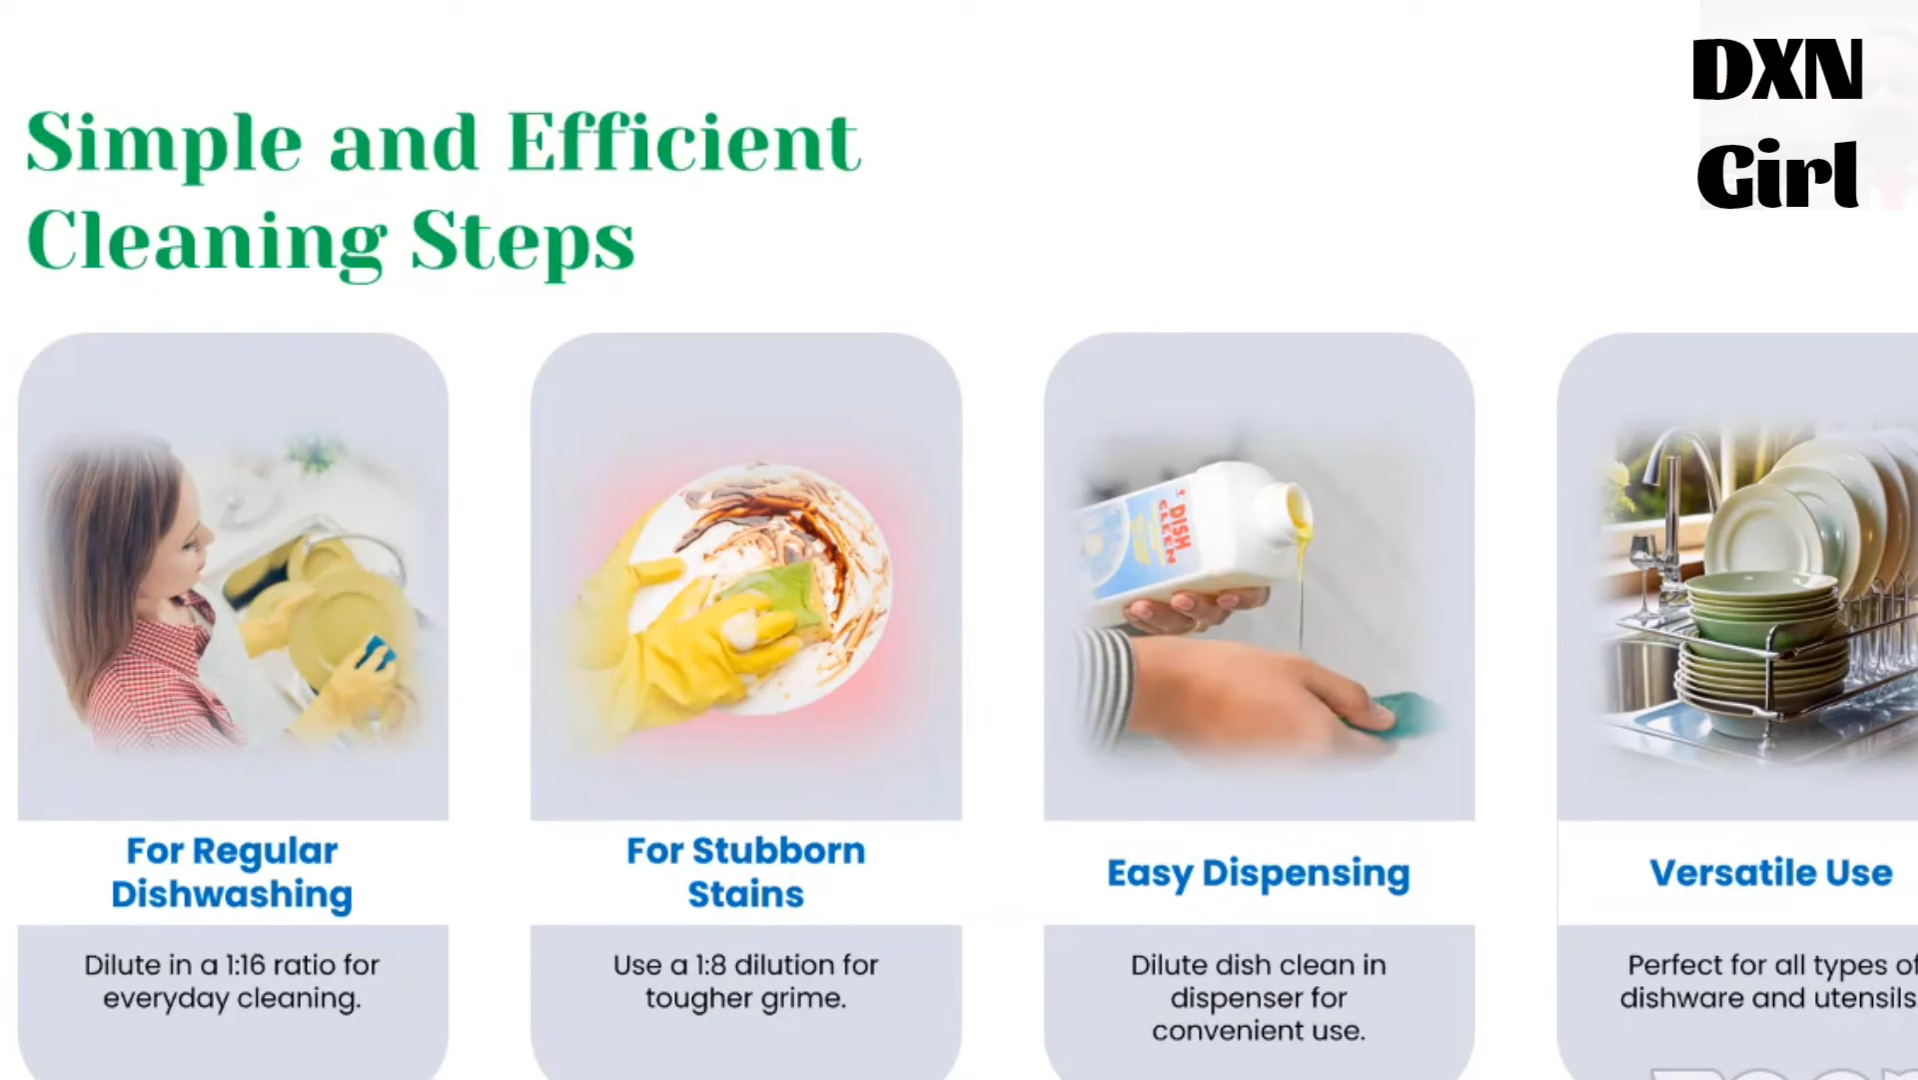 DXN
Girl
Simple and Efficient
Cleaning Steps
DISH
CLEEN
For Regular
Dishwashing
Dilute in a 1:16 ratio for
everyday cleaning.
For Stubborn
Stains
Use a 1:8 dilution for
tougher grime.
Easy Dispensing
Dilute dish clean in
dispenser for
convenient use.
Versatile Use
Perfect for all types of
dishware and utensils.